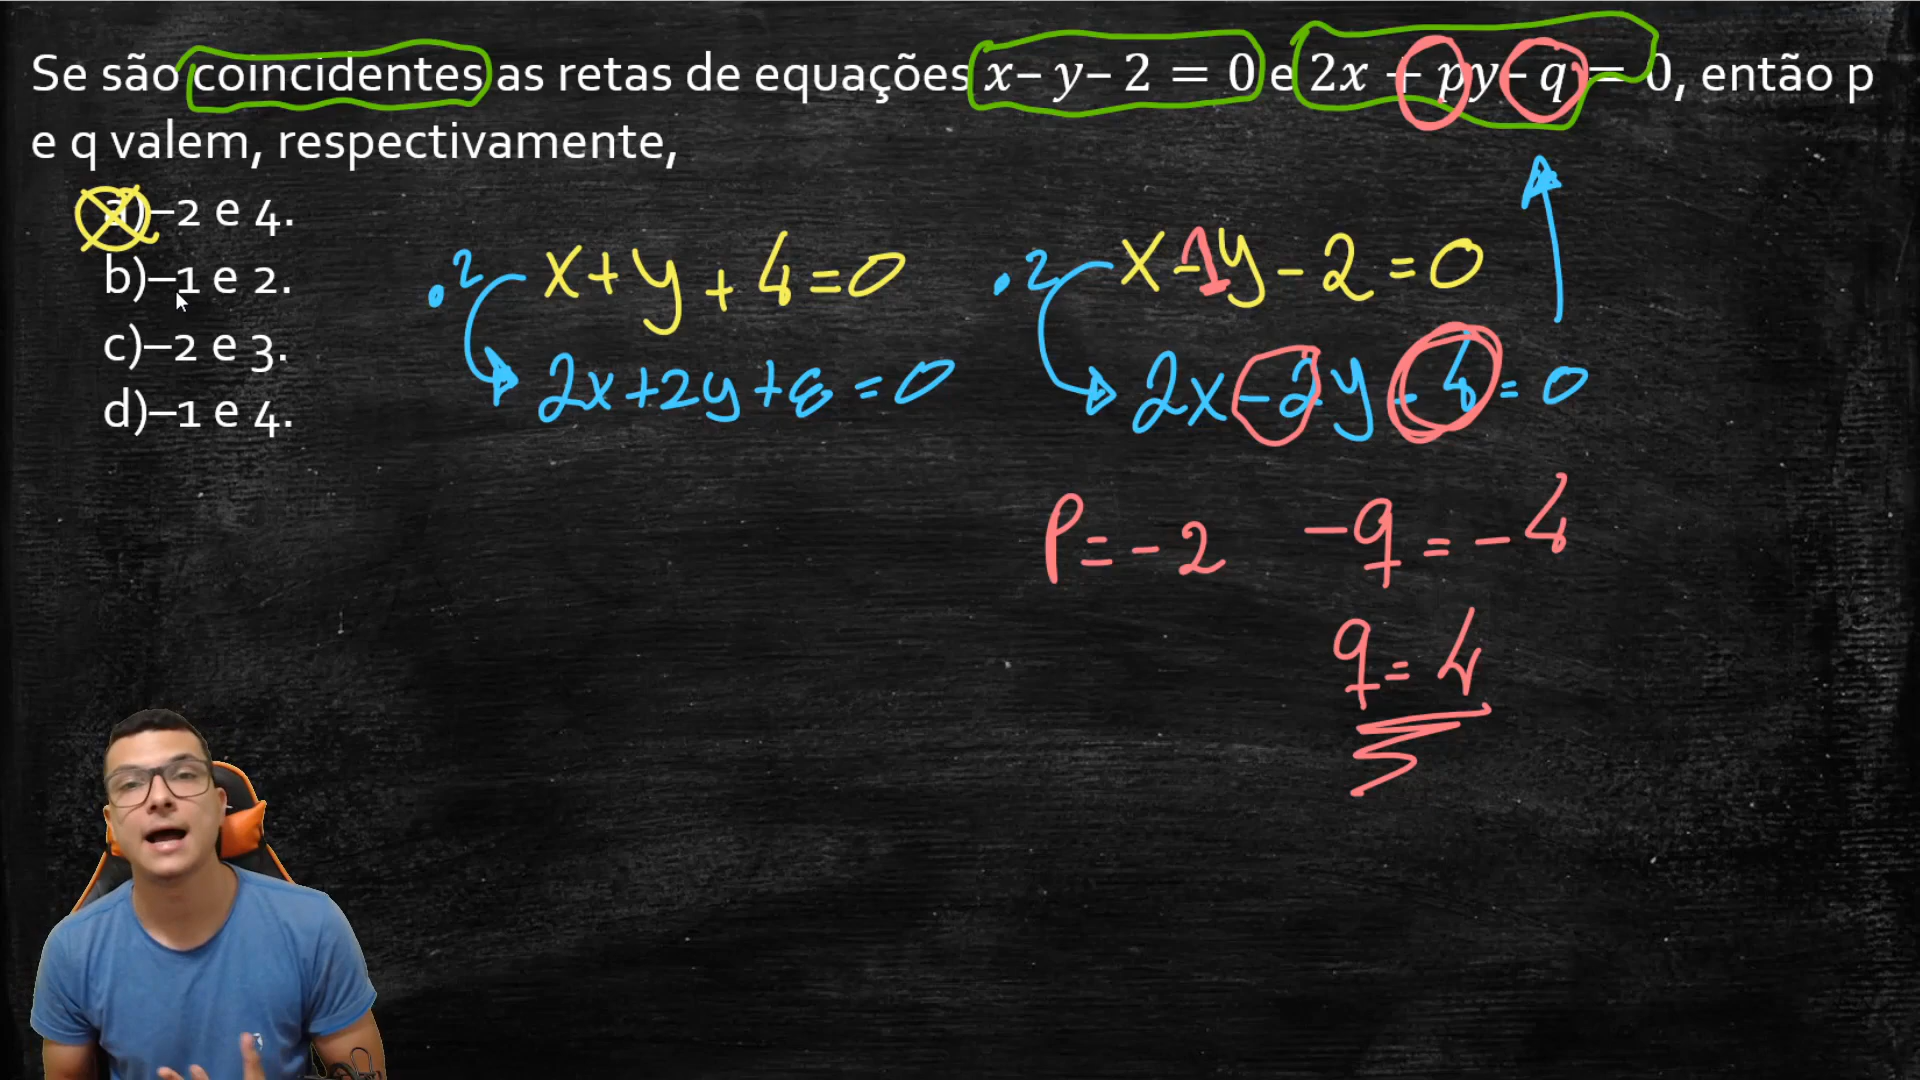 Se são coincidentes as retas de equações x– y– 2 = 0 e 2x + py– q = 0, então p
e q valem, respectivamente,
a)–2 e 4.
b)–1 e 2.
c)–2 e 3.
d)–1 e 4.
.2 x+y+4=0
2x+2y+8=0
.2 x-1y-2=0
2x-2y-4=0
p=-2 -q=-4
q=4